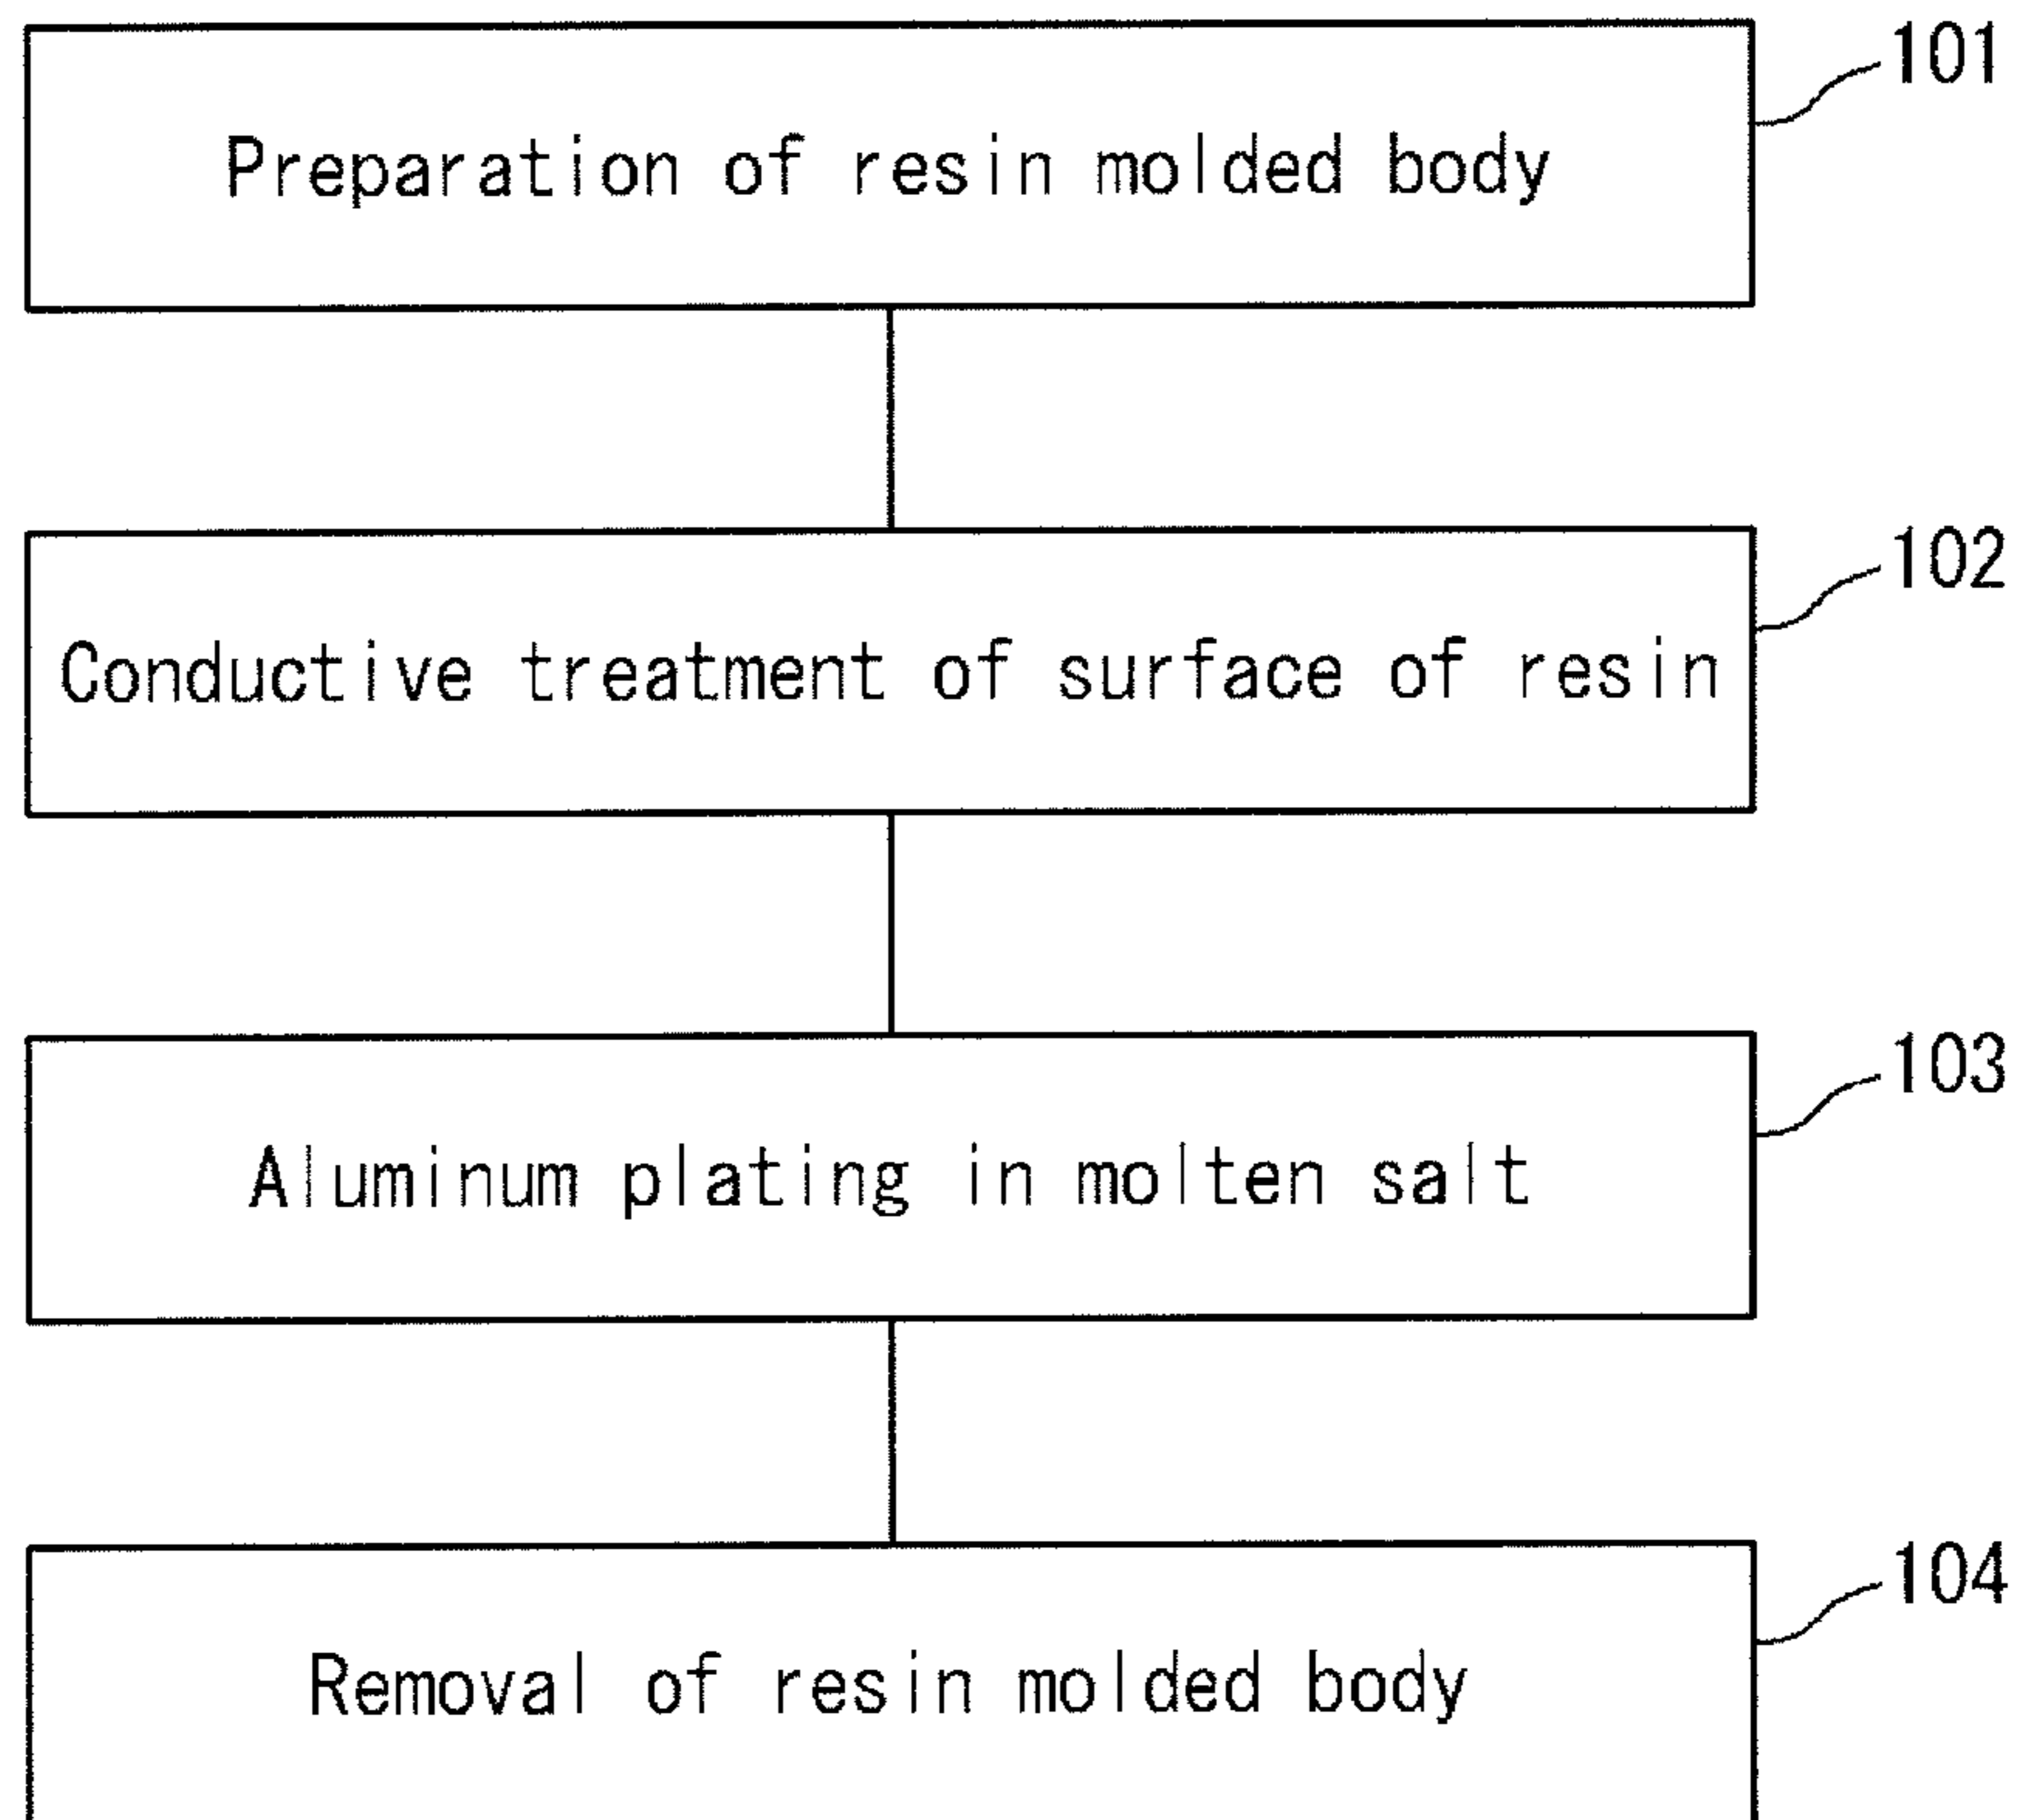 101
Preparation of resin molded body
102
Conductive treatment of surface of resin
103
Aluminum plating in molten salt
104
Removal of resin molded body